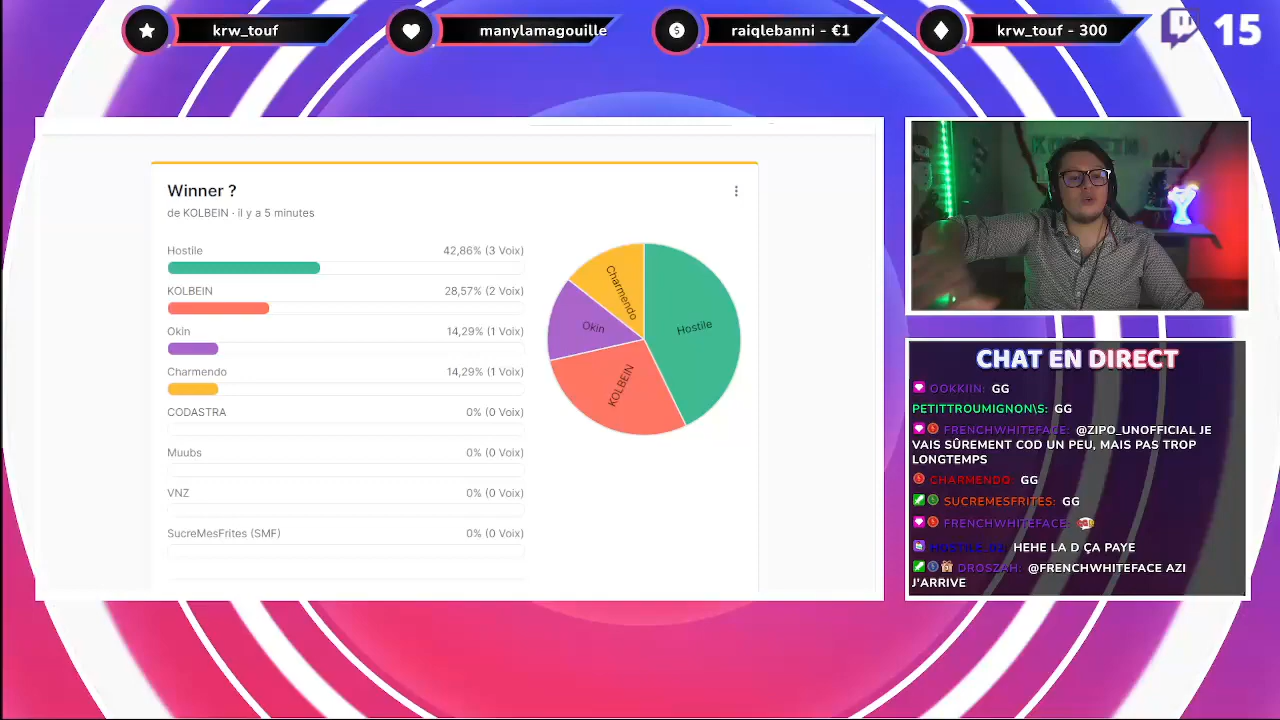 krw_touf
manylamagouille
raiqlebanni - €1
krw_touf - 300
15
KOLBEIN
Winner ?
de KOLBEIN · il y a 5 minutes
Hostile 42,86% (3 Voix)
KOLBEIN 28,57% (2 Voix)
Okin 14,29% (1 Voix)
Charmendo 14,29% (1 Voix)
CODASTRA 0% (0 Voix)
Muubs 0% (0 Voix)
VNZ 0% (0 Voix)
SucreMesFrites (SMF) 0% (0 Voix)
Charmendo
Okin
Hostile
KOLBEIN
CHAT EN DIRECT
OOKKIIN: GG
PETITTROUMIGNON\S: GG
FRENCHWHITEFACE: @ZIPO_UNOFFICIAL JE
VAIS SÛREMENT COD UN PEU, MAIS PAS TROP
LONGTEMPS
CHARMENDO: GG
SUCREMESFRITES: GG
FRENCHWHITEFACE:
HEHE LA D ÇA PAYE
DROSZAH: @FRENCHWHITEFACE AZI
J'ARRIVE